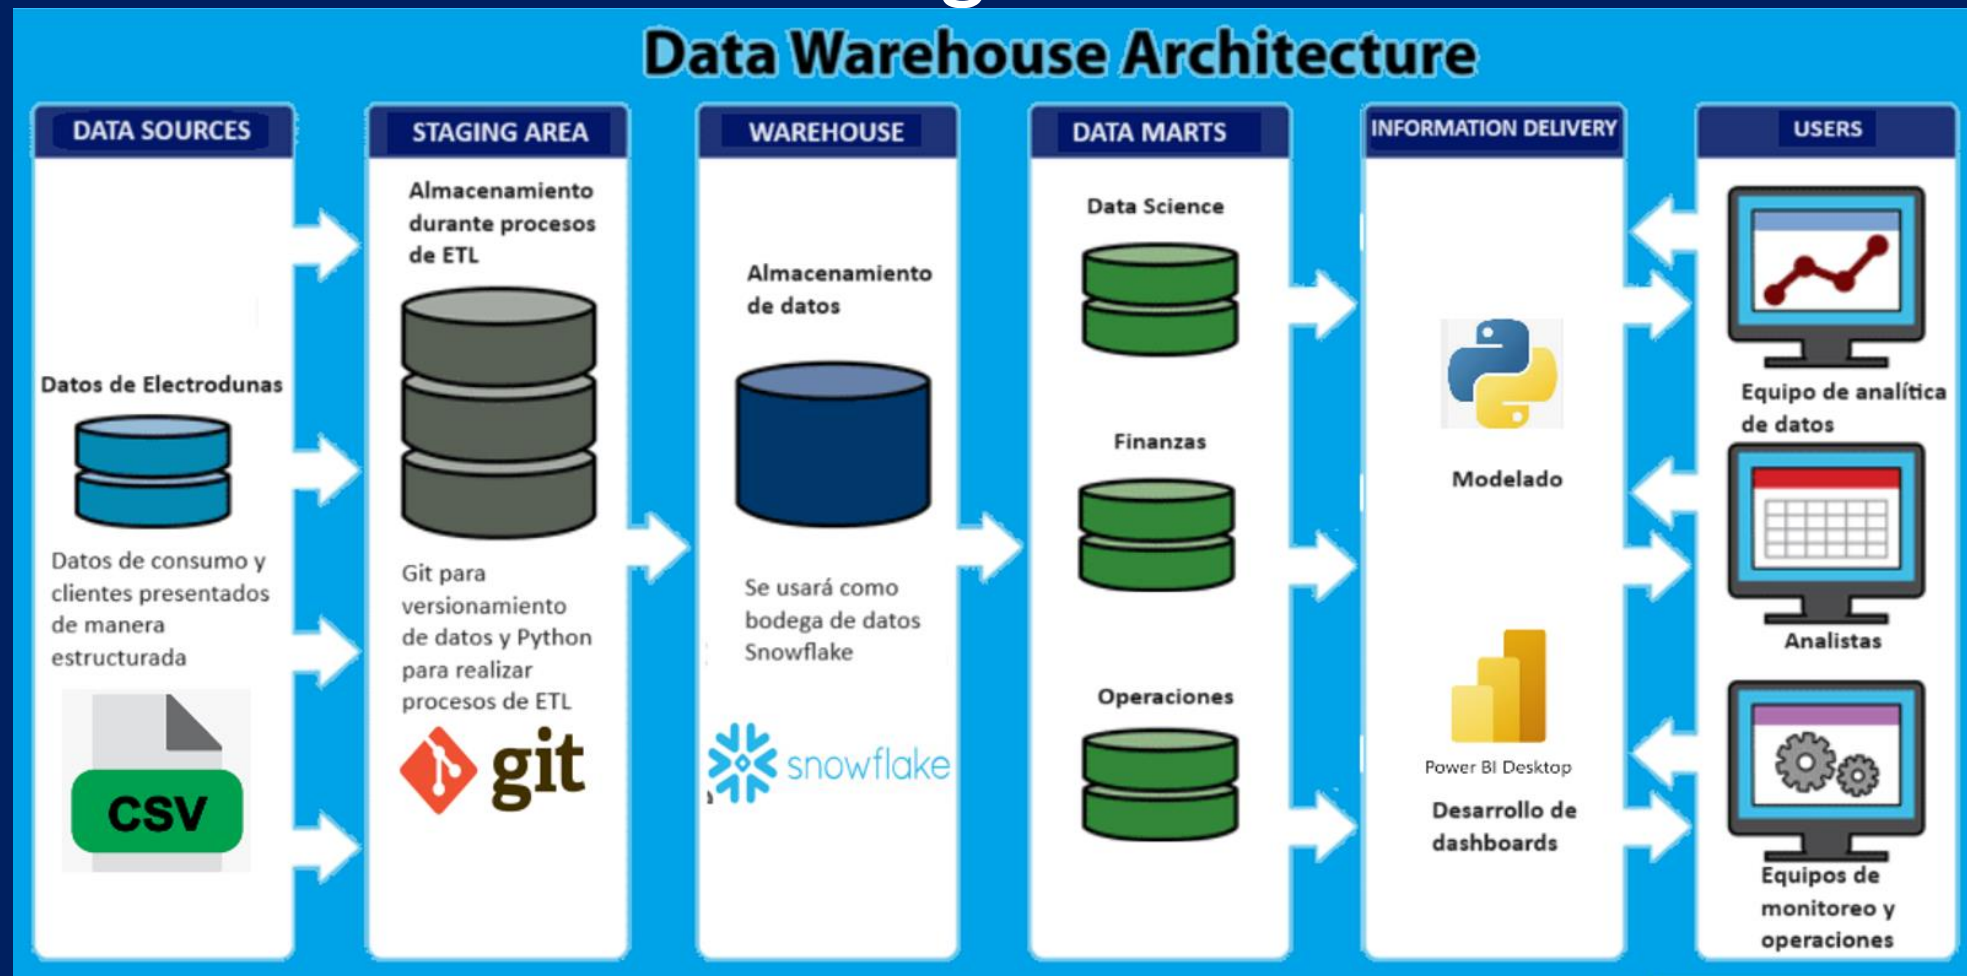 Data Warehouse Architecture
DATA SOURCES
Datos de Electrodunas
Datos de consumo y
clientes presentados
de manera
estructurada
CSV
STAGING AREA
Almacenamiento
durante procesos
de ETL
Git para
versionamiento
de datos y Python
para realizar
procesos de ETL
git
WAREHOUSE
Almacenamiento
de datos
Se usará como
bodega de datos
Snowflake
snowflake
DATA MARTS
Data Science
Finanzas
Operaciones
INFORMATION DELIVERY
Modelado
Power BI Desktop
Desarrollo de
dashboards
USERS
Equipo de analítica
de datos
Analistas
Equipos de
monitoreo y
operaciones